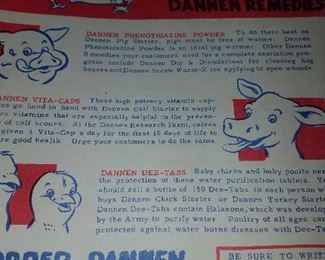 DANNEN REMEDIES
DANNEN PHENOTHIAZINE POWDER To do their best on
Dannen Pig Starter, pigs must be free of worms. Dannen
Phenothiazine Powder is an ideal pig wormer. Other Dannen
Remedies your customers need for a complete sanitation pro-
gram include Dannen Dip & Disinfectant for cleaning hog
houses and Dannen Screw Worm-X for applying to open wounds.
ANNEN VITA-CAPS These high potency vitamin cap-
es go hand in hand with Dannen Calf Starter to supply
ra vitamins that are especially helpful in the preven-
of calf scours. At the Dannen Research Farm, calves
given 1 Vita-Cap a day for the first 10 days of life to
re good health. Urge your customers to do the same.
DANNEN DEE-TABS Baby chicks and baby poults nee
the protection of these water purification tablets. Yo
should sell a bottle of 150 Dee-Tabs to each person w
buys Dannen Chick Starter or Dannen Turkey Starte
Dannen Dee-Tabs contain Halazone, which was develop
by the Army to purify water. Poultry of all ages ca
protected against water borne diseases with Dee-Tabs.
ORDER DANNEN
BE SURE TO WRIT